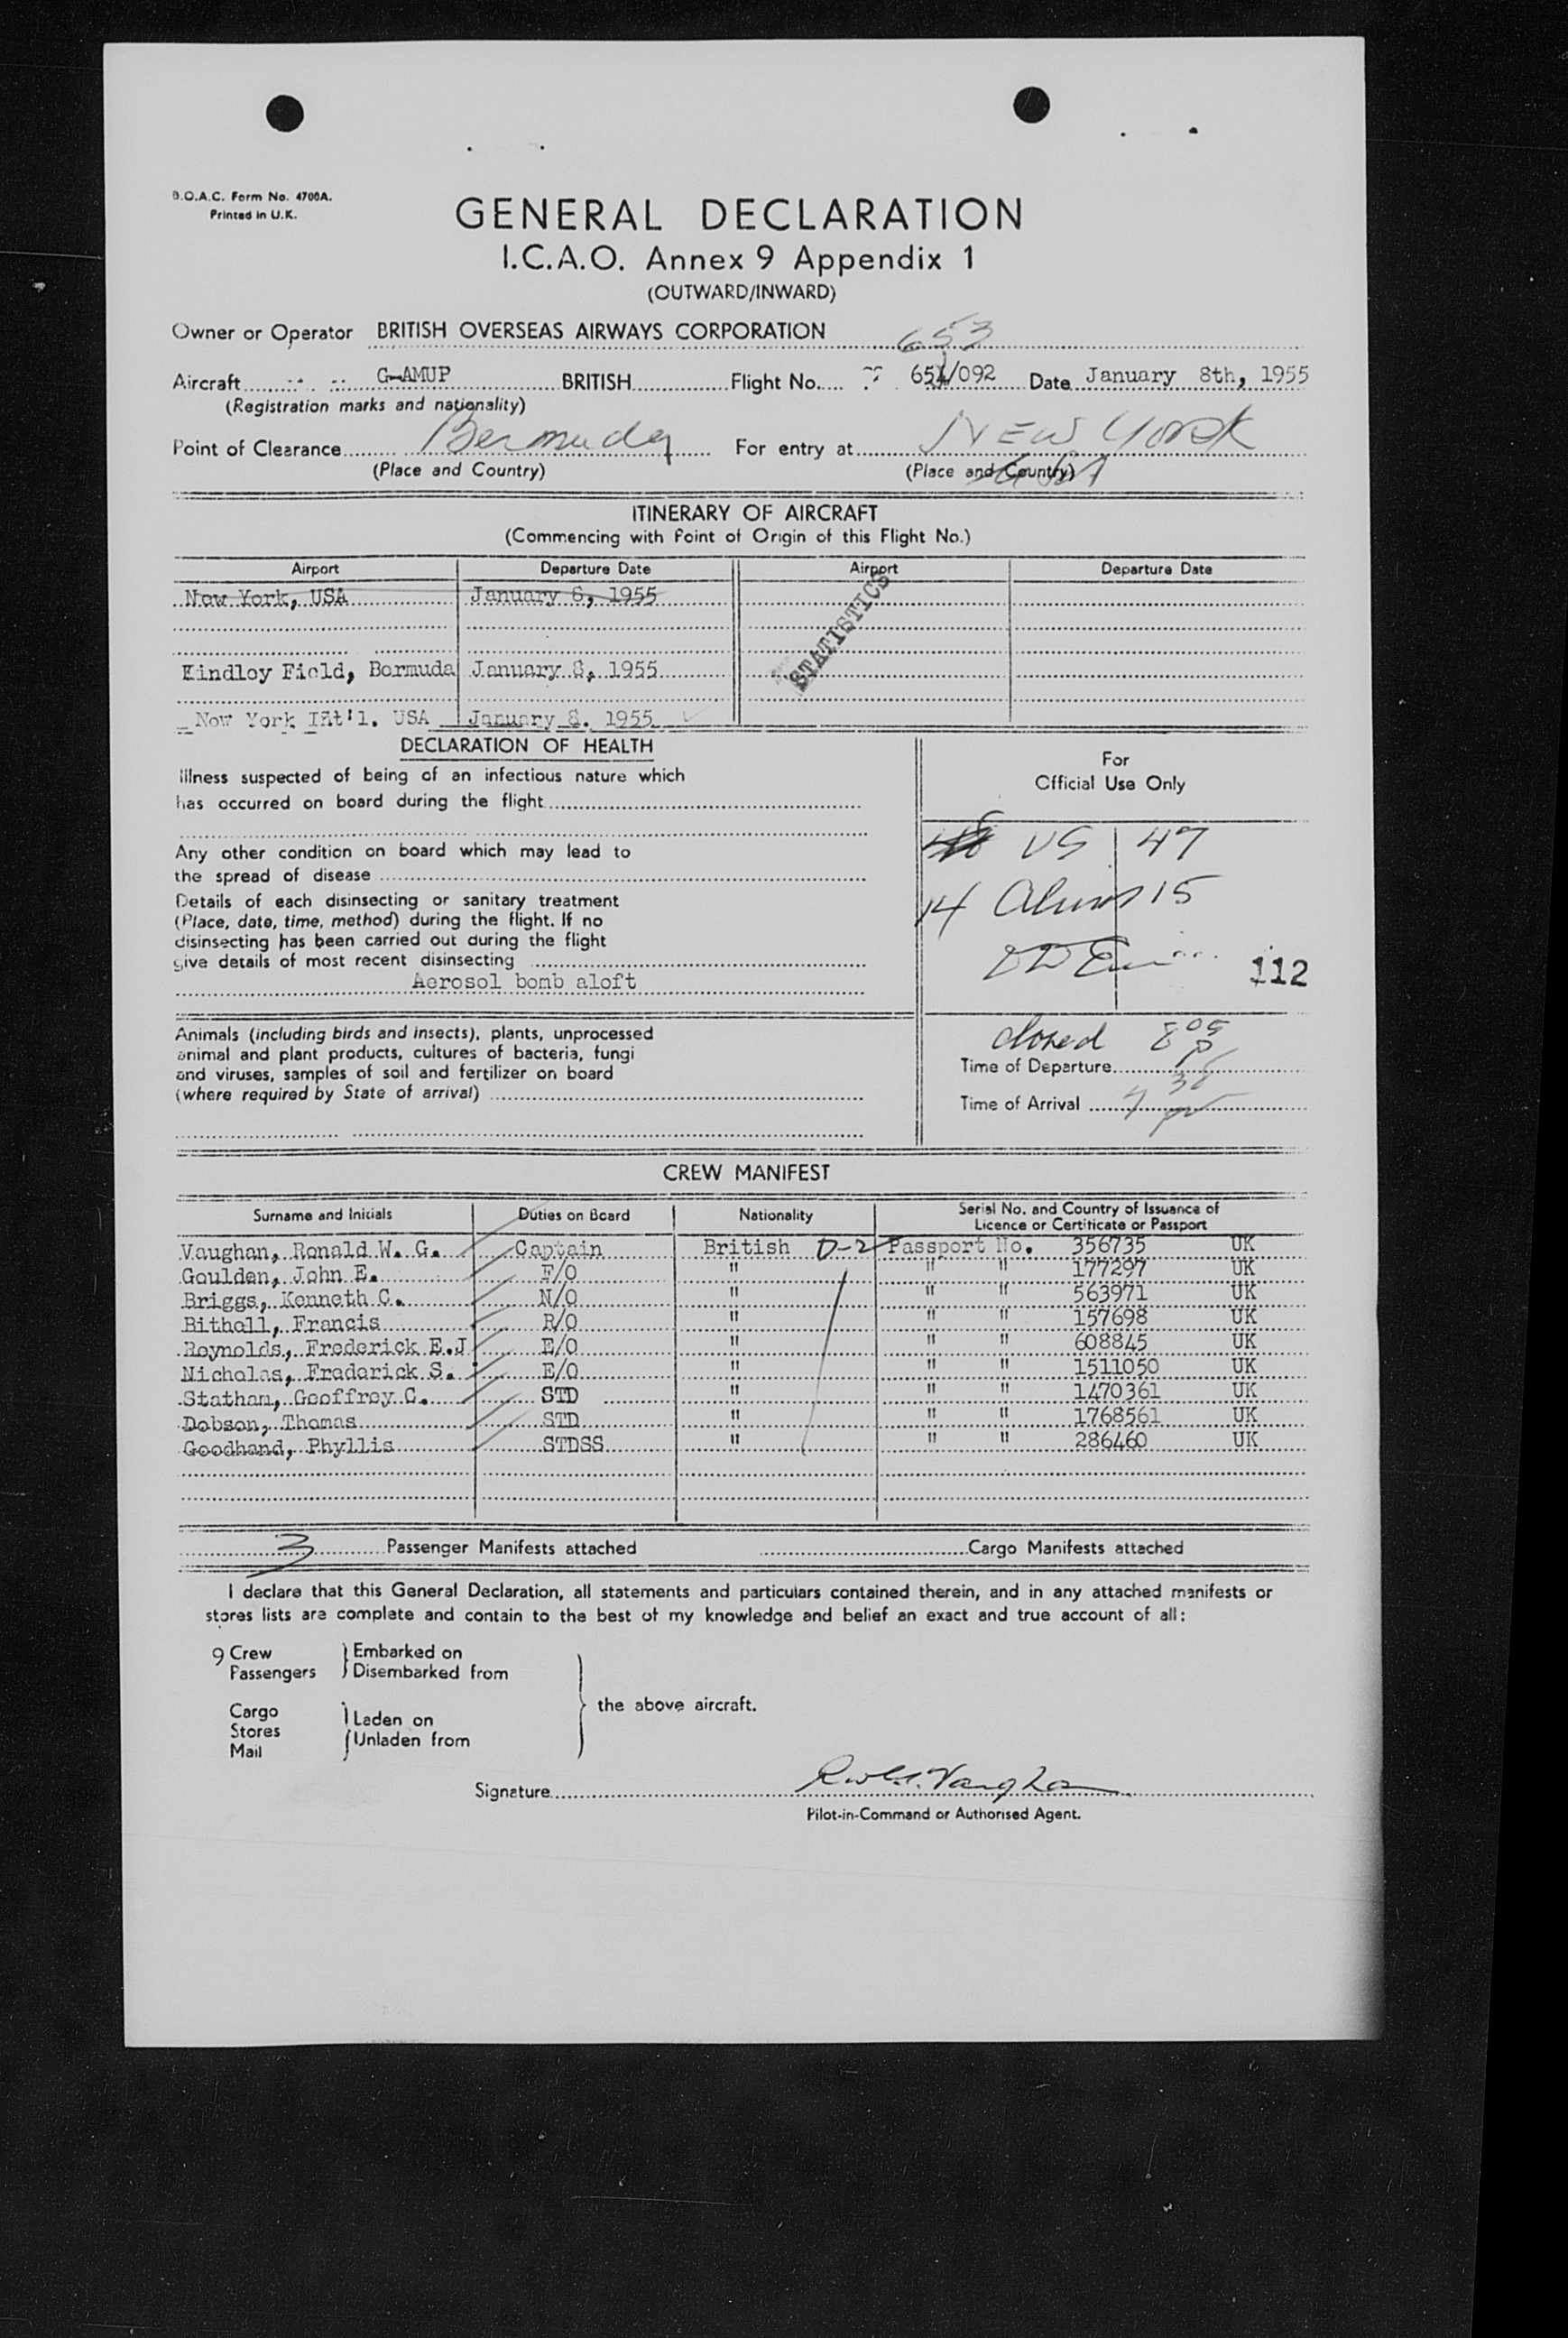 B.O.A.C. Form No. 4700A.
Printed in U.K.
GENERAL DECLARATION
I.C.A.O. Annex 9 Appendix 1
(OUTWARD/INWARD)
Owner or Operator BRITISH OVERSEAS AIRWAYS CORPORATION 653
Aircraft G-AMUP BRITISH Flight No. 651/092 Date January 8th, 1955
(Registration marks and nationality)
Point of Clearance Bermuda For entry at NEW YORK
(Place and Country) (Place and Country) USA
ITINERARY OF AIRCRAFT
(Commencing with Point of Origin of this Flight No.)
Airport Departure Date Airport Departure Date
New York, USA January 6, 1955
STATISTICS
Kindley Field, Bermuda January 8, 1955
New York Int'l. USA January 8. 1955
DECLARATION OF HEALTH
Illness suspected of being of an infectious nature which
has occurred on board during the flight
Any other condition on board which may lead to
the spread of disease
Details of each disinsecting or sanitary treatment
(Place, date, time, method) during the flight. If no
disinsecting has been carried out during the flight
give details of most recent disinsecting
Aerosol bomb aloft
Animals (including birds and insects), plants, unprocessed
animal and plant products, cultures of bacteria, fungi
and viruses, samples of soil and fertilizer on board
(where required by State of arrival)
For
Official Use Only
US 47
14 Aliens 15
112
closed 8 05 P
Time of Departure
Time of Arrival 7 36
CREW MANIFEST
Surname and Initials Duties on Board Nationality Serial No. and Country of Issuance of
Licence or Certificate or Passport
Vaughan, Ronald W. G. Captain British D-2 Passport No. 356735 UK
Goulden, John E. F/O " " " 177297 UK
Briggs, Kenneth C. N/O " " " 563971 UK
Bithell, Francis R/O " " " 157698 UK
Reynolds, Frederick E.J E/O " " " 608845 UK
Nicholas, Frederick S. E/O " " " 1511050 UK
Statham, Geoffrey C. STD " " " 1470361 UK
Dobson, Thomas STD " " " 1768561 UK
Goodhand, Phyllis STDSS " " " 286460 UK
3 Passenger Manifests attached Cargo Manifests attached
I declare that this General Declaration, all statements and particulars contained therein, and in any attached manifests or
stores lists are complete and contain to the best of my knowledge and belief an exact and true account of all:
9 Crew Embarked on
Passengers Disembarked from
the above aircraft.
Cargo
Stores Laden on
Mail Unladen from
Signature R.W.G. Vaughan
Pilot-in-Command or Authorised Agent.